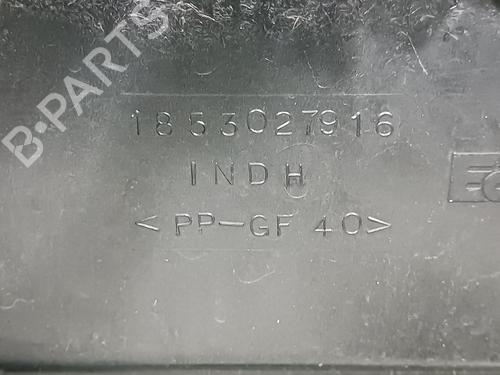 B-PARTS
1853027916
INDH
<PP-GF 40>